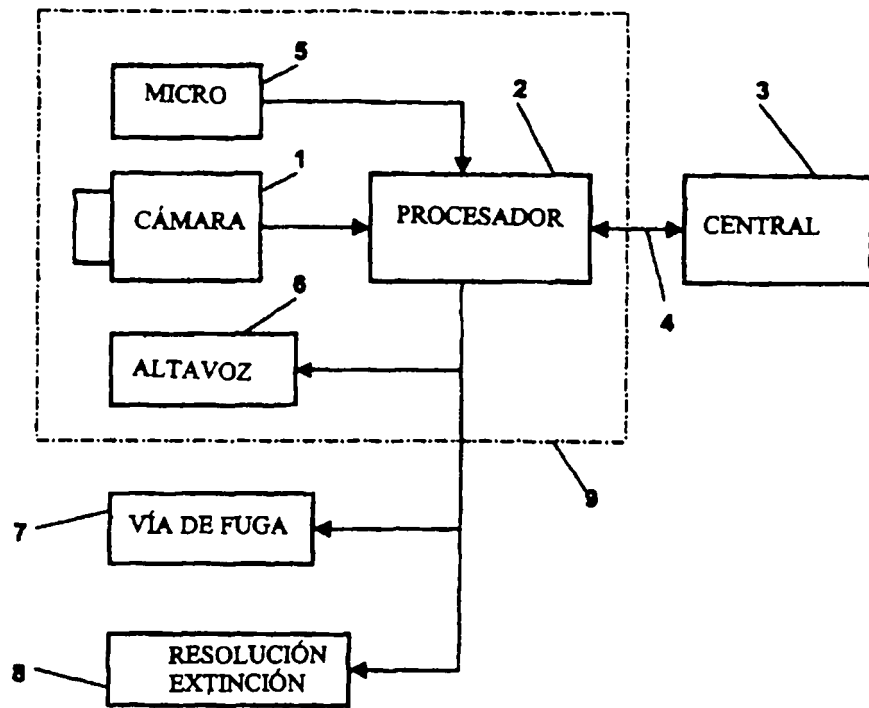 5
MICRO
2
3
1
CÁMARA
PROCESADOR
CENTRAL
4
6
ALTAVOZ
9
7
VÍA DE FUGA
8
RESOLUCIÓN
EXTINCIÓN